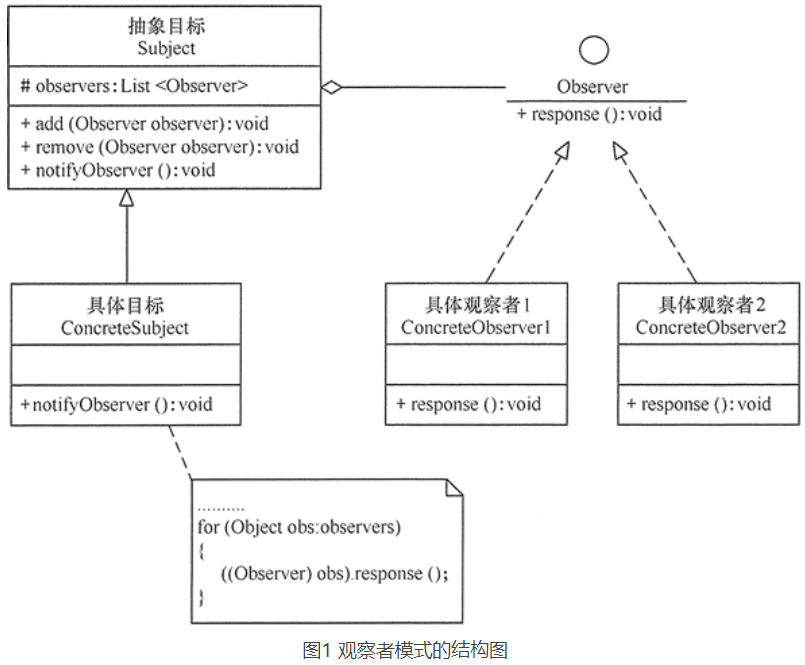 抽象目标
Subject
# observers:List <Observer>
+ add (Observer observer):void
+ remove (Observer observer):void
+ notifyObserver ():void
Observer
+ response ():void
具体目标
ConcreteSubject
+notifyObserver ():void
具体观察者1
ConcreteObserver1
+ response ():void
具体观察者2
ConcreteObserver2
+ response ():void
..........
for (Object obs:observers)
{
((Observer) obs).response ();
}
图1 观察者模式的结构图